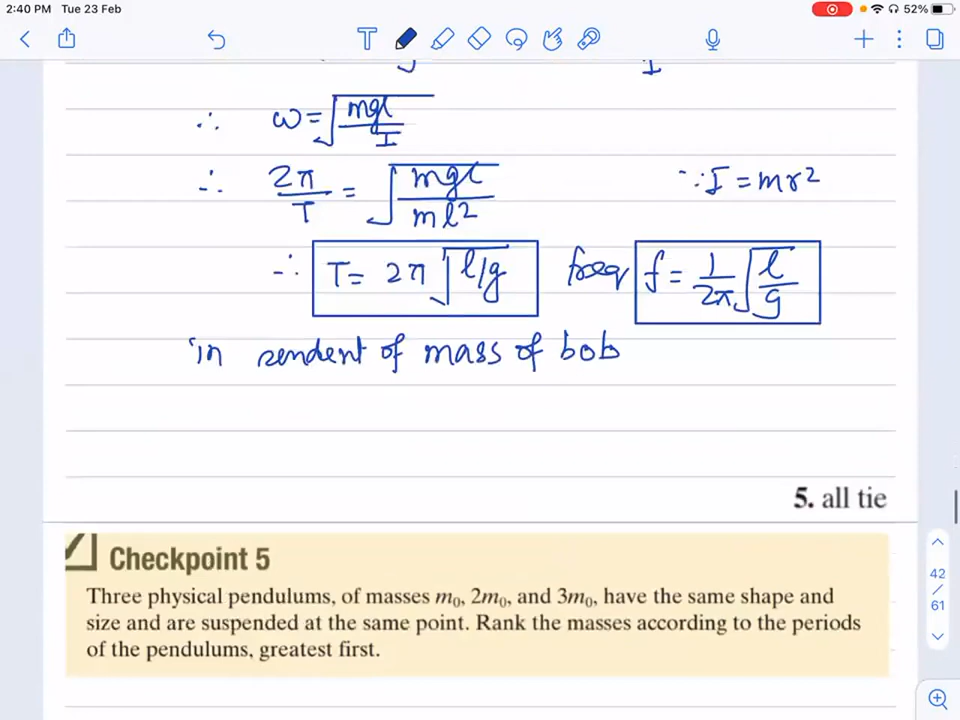 2:40 PM Tue 23 Feb 52%
I
∴ ω = √(mgl/I)
∴ 2π/T = √(mgl/ml²) ∵ I = mr²
∴ T = 2π √(l/g) freq f = 1/2π √(l/g)
in pendent of mass of bob
5. all tie
Checkpoint 5
Three physical pendulums, of masses m₀, 2m₀, and 3m₀, have the same shape and
size and are suspended at the same point. Rank the masses according to the periods
of the pendulums, greatest first.
42
/
61